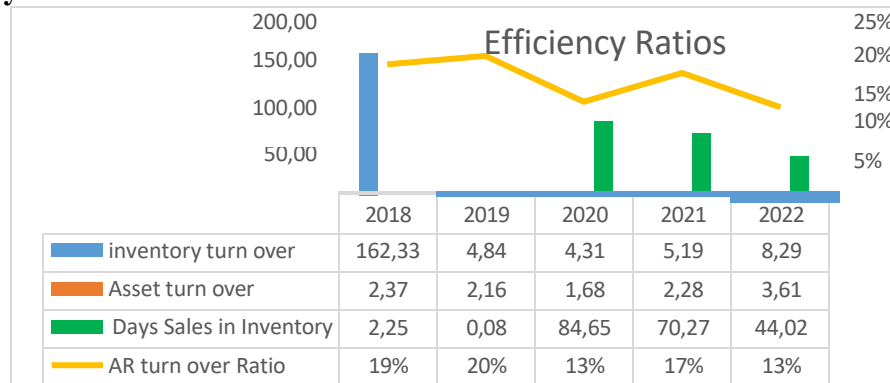 y
200,00 25%
Efficiency Ratios
150,00 20%
100,00 15%
10%
50,00 5%
2018 2019 2020 2021 2022
inventory turn over 162,33 4,84 4,31 5,19 8,29
Asset turn over 2,37 2,16 1,68 2,28 3,61
Days Sales in Inventory 2,25 0,08 84,65 70,27 44,02
AR turn over Ratio 19% 20% 13% 17% 13%